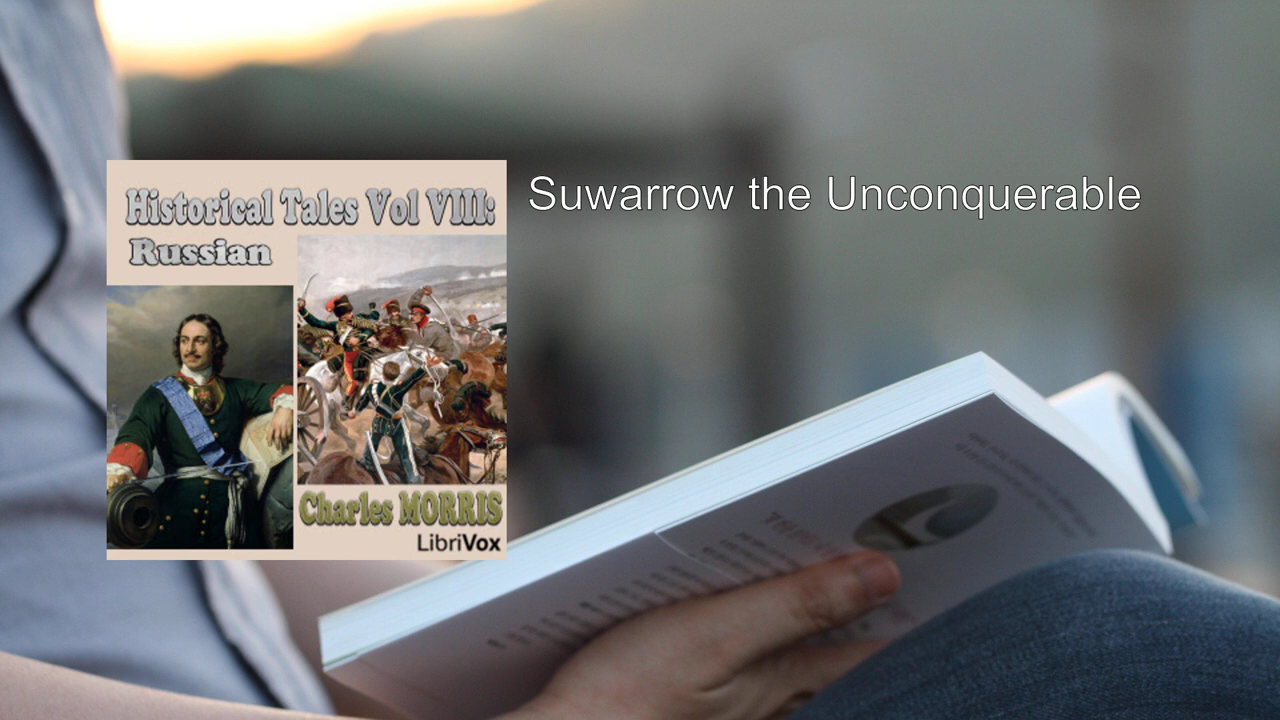 Historical Tales Vol VIII:
Russian
Charles MORRIS
LibriVox
Suwarrow the Unconquerable